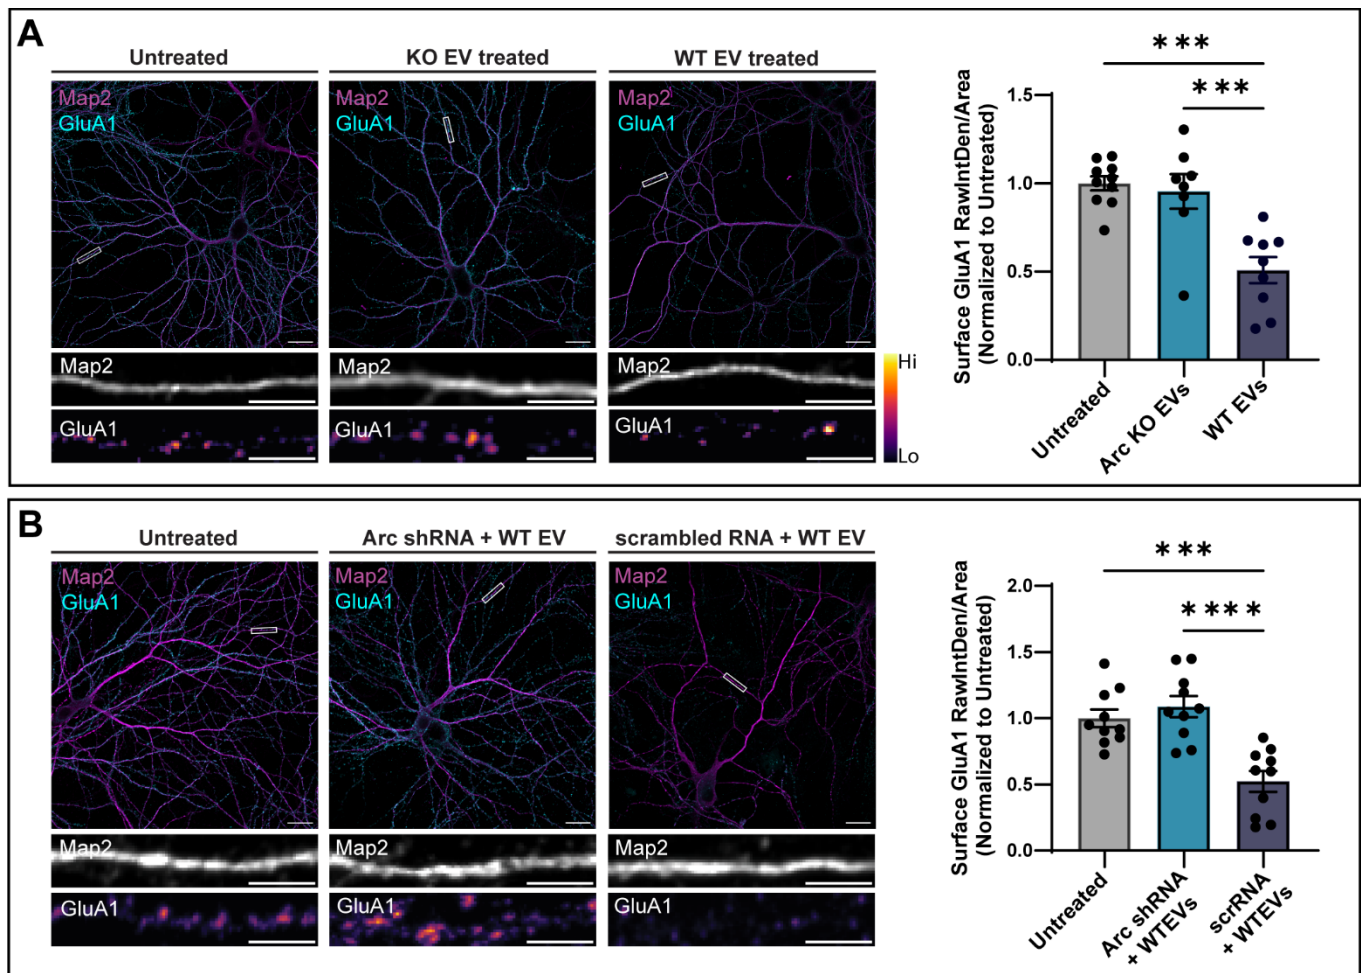 A
Untreated
KO EV treated
WT EV treated
Map2
GluA1
Map2
GluA1
Map2
GluA1
Map2
Map2
Map2
GluA1
GluA1
GluA1
Hi
Lo
Surface GluA1 RawIntDen/Area
(Normalized to Untreated)
1.5
1.0
0.5
0.0
***
***
Untreated
Arc KO EVs
WT EVs
B
Untreated
Arc shRNA + WT EV
scrambled RNA + WT EV
Map2
GluA1
Map2
GluA1
Map2
GluA1
Map2
Map2
Map2
GluA1
GluA1
GluA1
Surface GluA1 RawIntDen/Area
(Normalized to Untreated)
2.0
1.5
1.0
0.5
0.0
***
****
Untreated
Arc shRNA
+ WTEVs
scrRNA
+ WTEVs